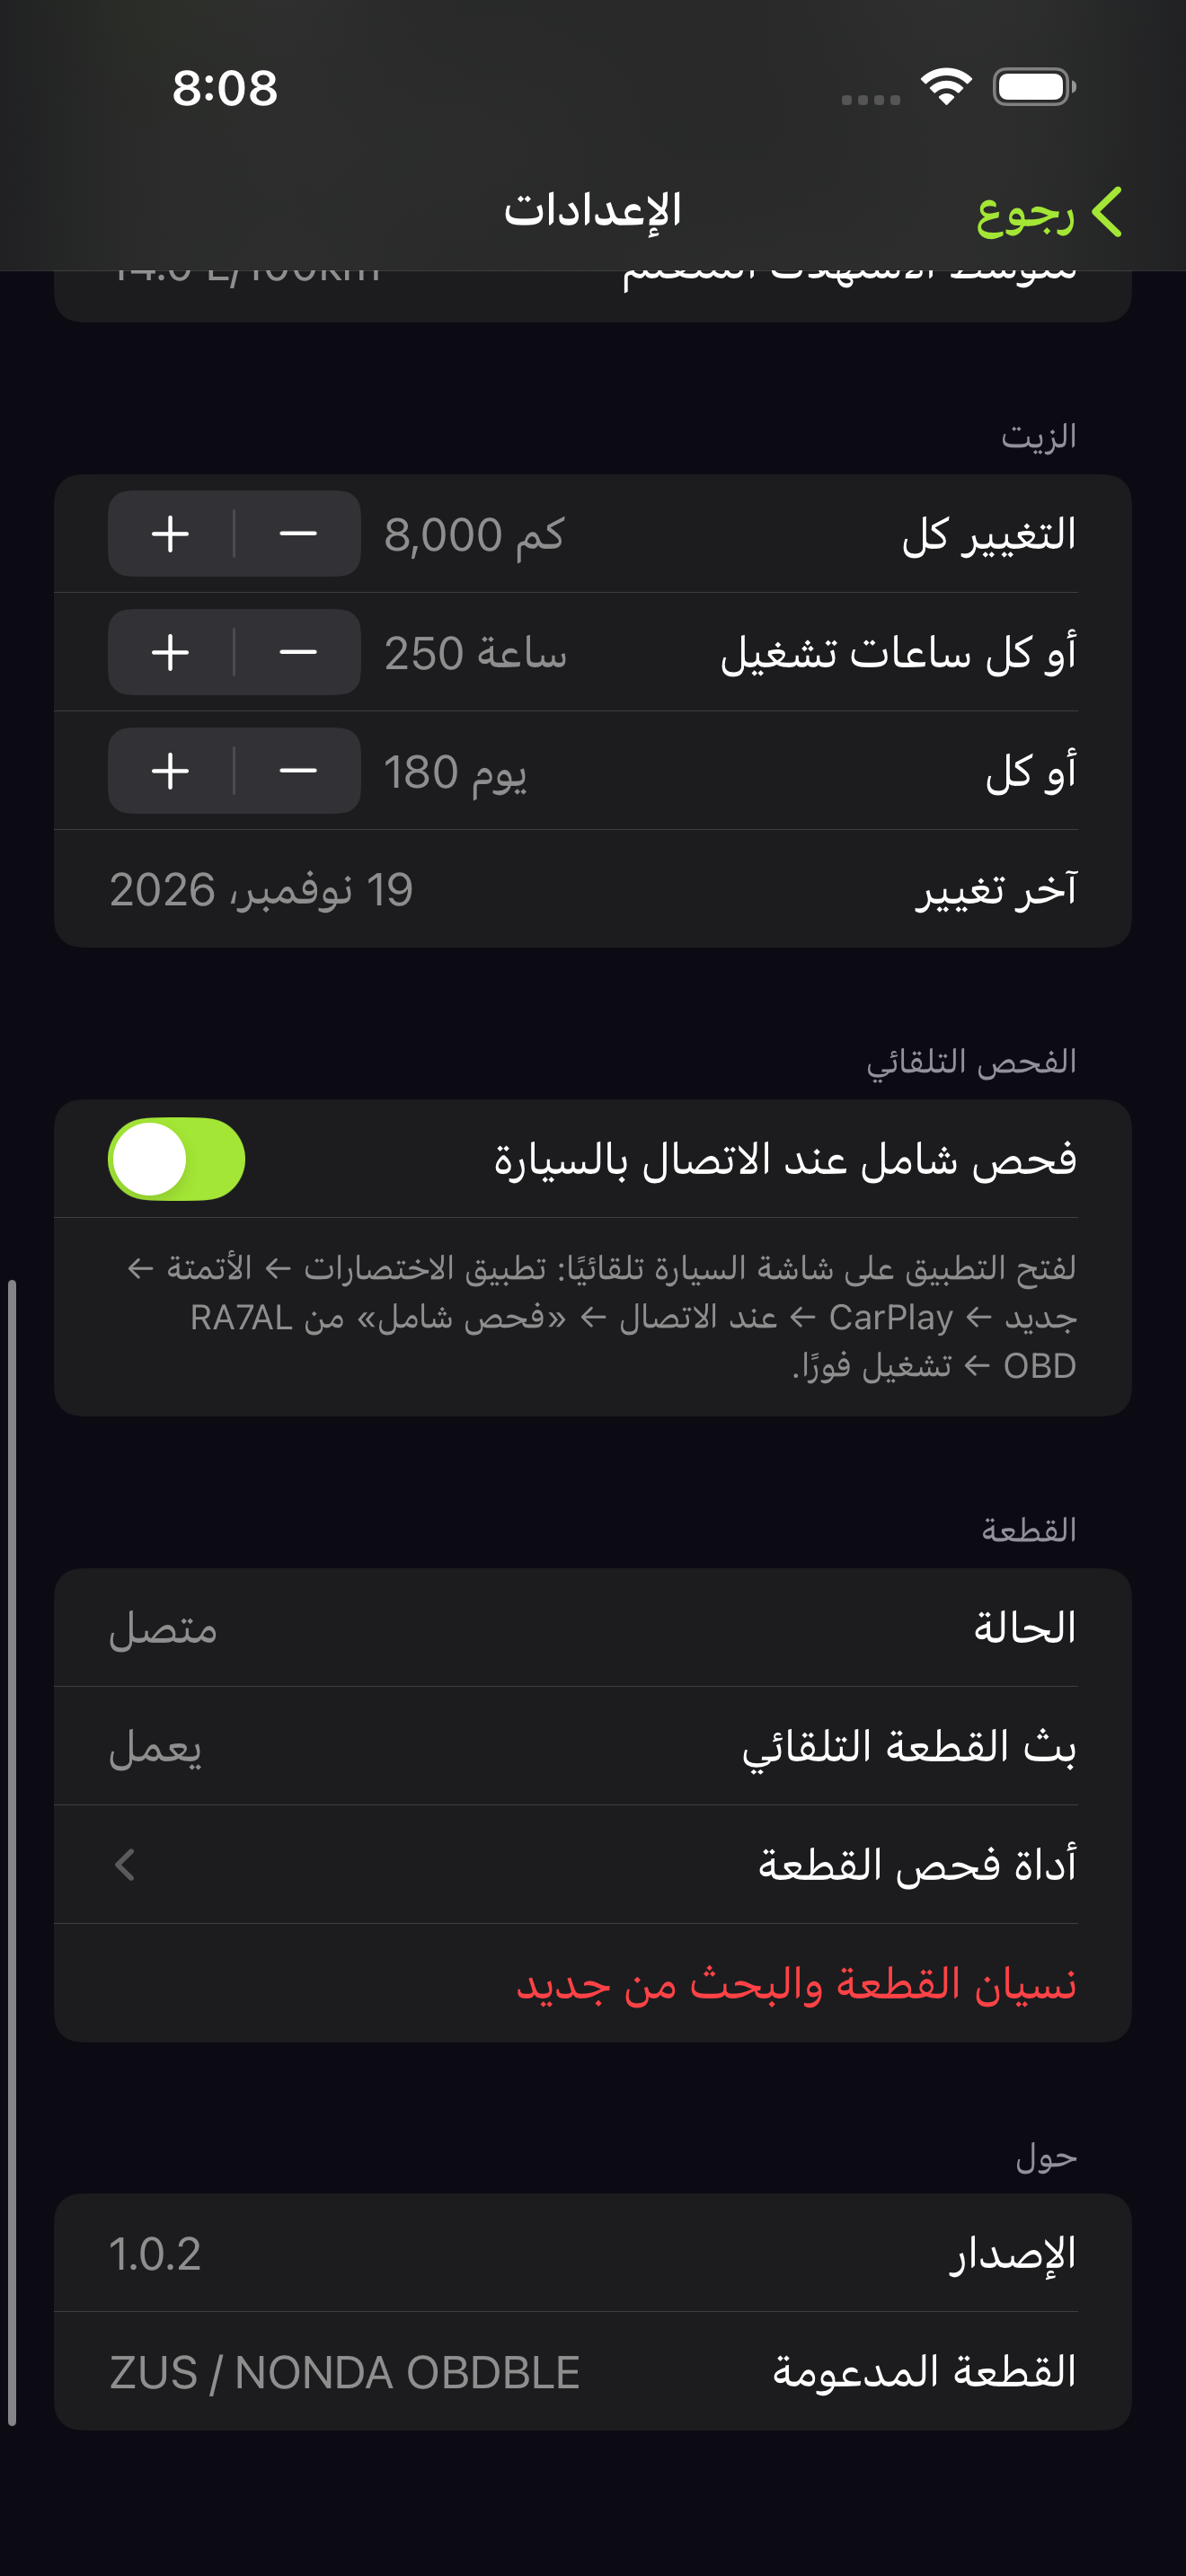 8:08
رجوع
الإعدادات
الزيت
التغيير كل
8,000 كم
أو كل ساعات تشغيل
250 ساعة
أو كل
180 يوم
آخر تغيير
19 نوفمبر، 2026
الفحص التلقائي
فحص شامل عند الاتصال بالسيارة
لفتح التطبيق على شاشة السيارة تلقائيًا: تطبيق الاختصارات ← الأتمتة ←
جديد ← CarPlay ← عند الاتصال ← «فحص شامل» من RA7AL
OBD ← تشغيل فورًا.
القطعة
الحالة
متصل
بث القطعة التلقائي
يعمل
أداة فحص القطعة
نسيان القطعة والبحث من جديد
حول
الإصدار
1.0.2
القطعة المدعومة
ZUS / NONDA OBDBLE